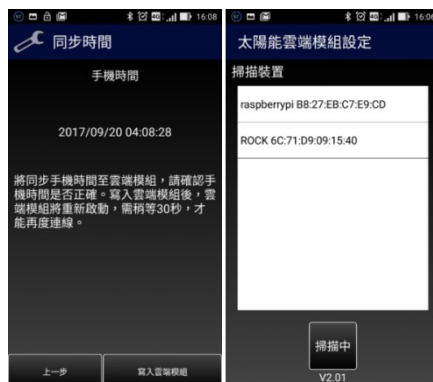 16:08
同步時間
手機時間
2017/09/20 04:08:28
將同步手機時間至雲端模組，請確認手
機時間是否正確。寫入雲端模組後，雲
端模組將重新啟動，需稍等30秒，才
能再度連線。
上一步
寫入雲端模組
16:06
太陽能雲端模組設定
掃描裝置
raspberrypi B8:27:EB:C7:E9:CD
ROCK 6C:71:D9:09:15:40
掃描中
V2.01